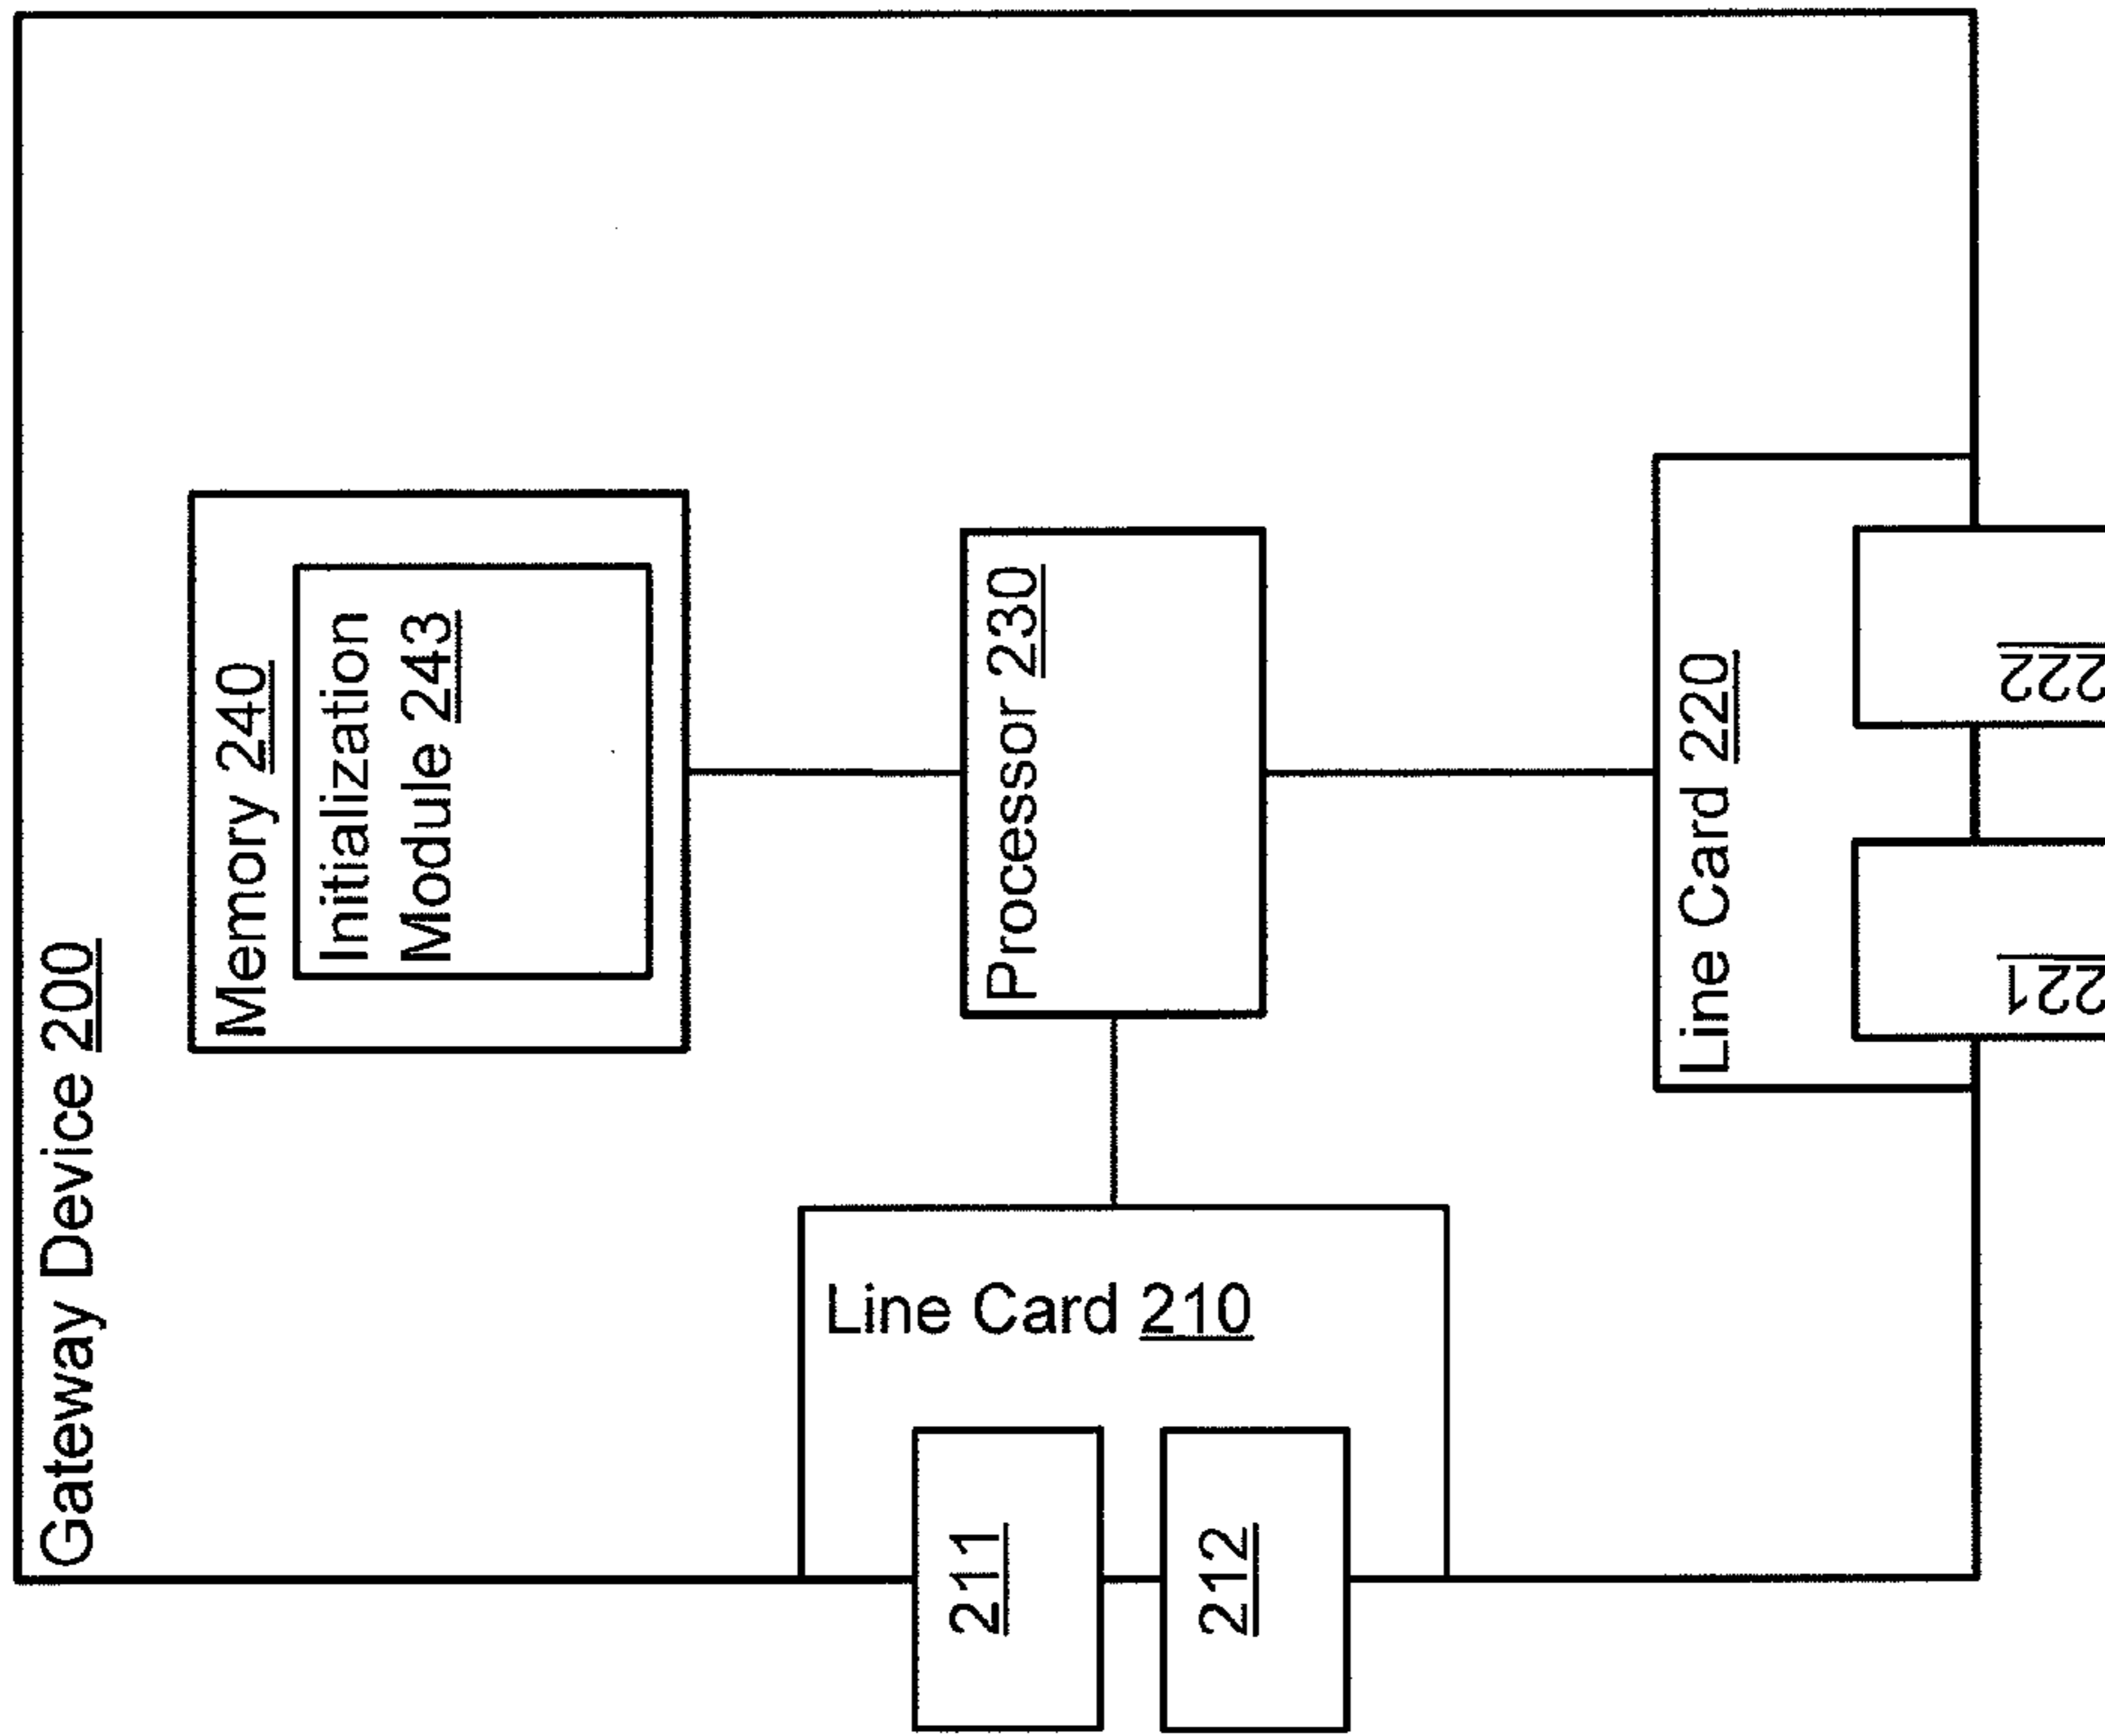 Gateway Device 200
Memory 240
Initialization
Module 243
Processor 230
Line Card 210
211
212
Line Card 220
221
222